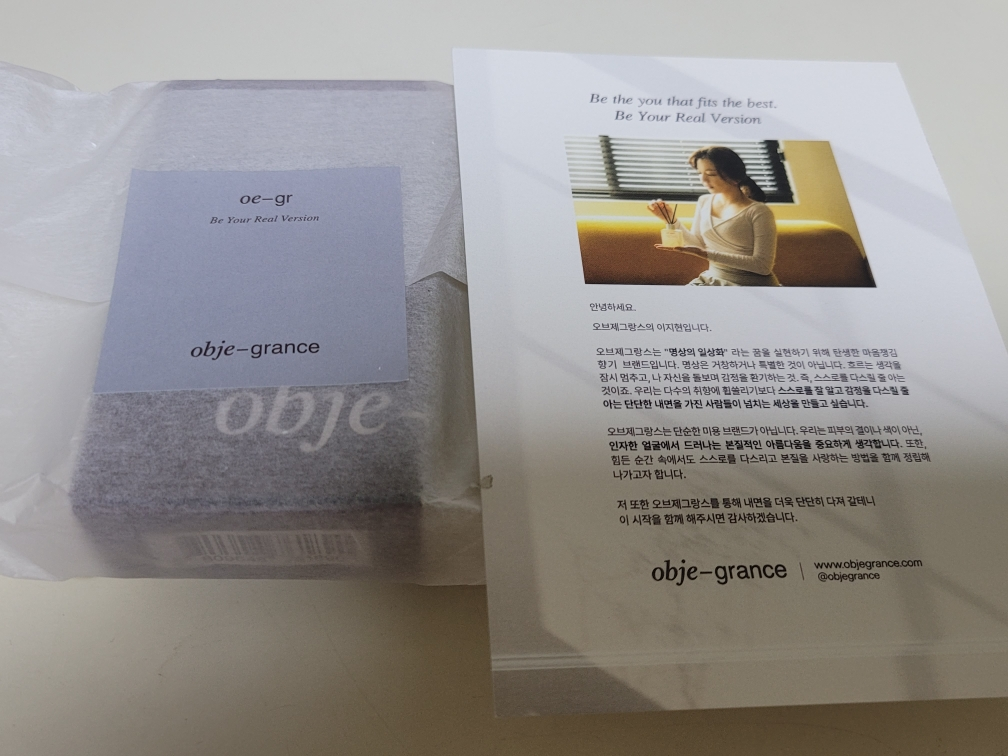 oe–gr
Be Your Real Version
obje–grance
obje
Be the you that fits the best.
Be Your Real Version
안녕하세요.
오브제그랑스의 이지현입니다.
오브제그랑스는 "명상의 일상화" 라는 꿈을 실현하기 위해 탄생한 마음챙김
향기 브랜드입니다. 명상은 거창하거나 특별한 것이 아닙니다. 흐르는 생각을
잠시 멈추고, 나 자신을 돌보며 감정을 환기하는 것. 즉, 스스로를 다스릴 줄 아는
것이죠. 우리는 다수의 취향에 휩쓸리기보다 스스로를 잘 알고 감정을 다스릴 줄
아는 단단한 내면을 가진 사람들이 넘치는 세상을 만들고 싶습니다.
오브제그랑스는 단순한 미용 브랜드가 아닙니다. 우리는 피부의 결이나 색이 아닌,
인자한 얼굴에서 드러나는 본질적인 아름다움을 중요하게 생각합니다. 또한,
힘든 순간 속에서도 스스로를 다스리고 본질을 사랑하는 방법을 함께 정립해
나가고자 합니다.
저 또한 오브제그랑스를 통해 내면을 더욱 단단히 다져 갈테니
이 시작을 함께 해주시면 감사하겠습니다.
obje–grance | www.objegrance.com
@objegrance